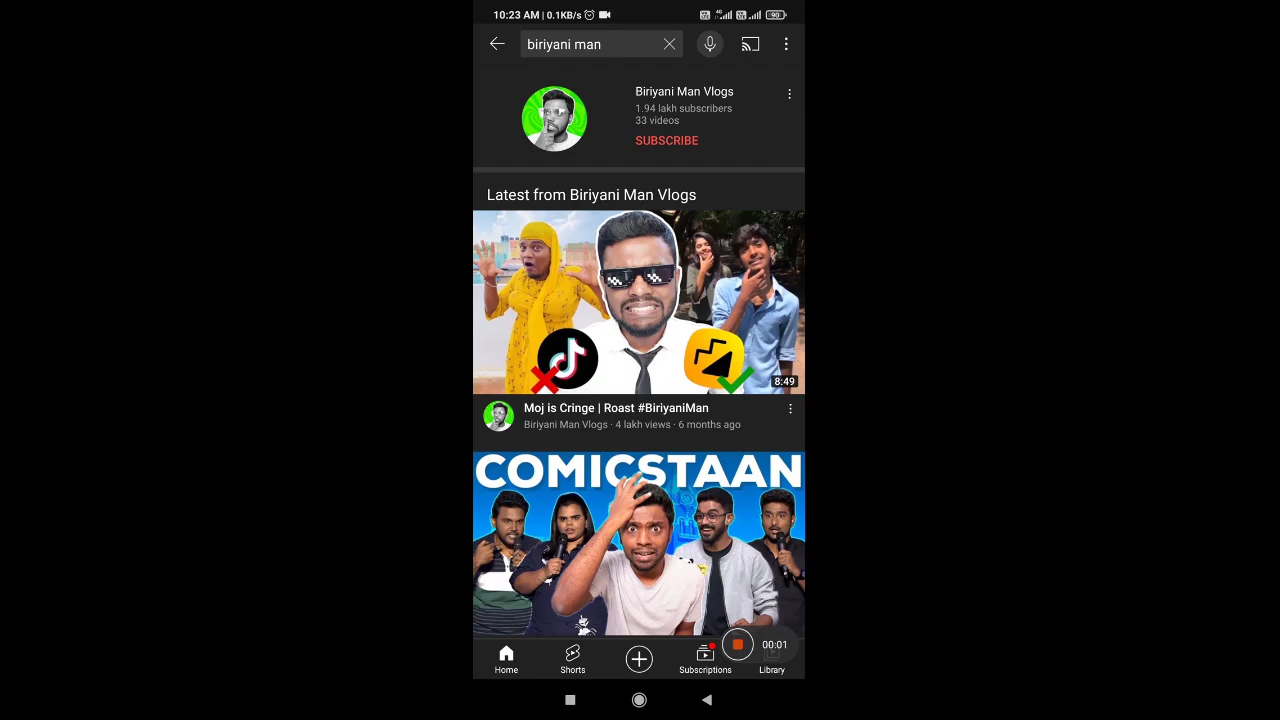 10:23 AM | 0.1KB/s
4G
90
biriyani man
Biriyani Man Vlogs
1.94 lakh subscribers
33 videos
SUBSCRIBE
Latest from Biriyani Man Vlogs
8:49
Moj is Cringe | Roast #BiriyaniMan
Biriyani Man Vlogs · 4 lakh views · 6 months ago
COMICSTAAN
00:01
Home
Shorts
Subscriptions
Library